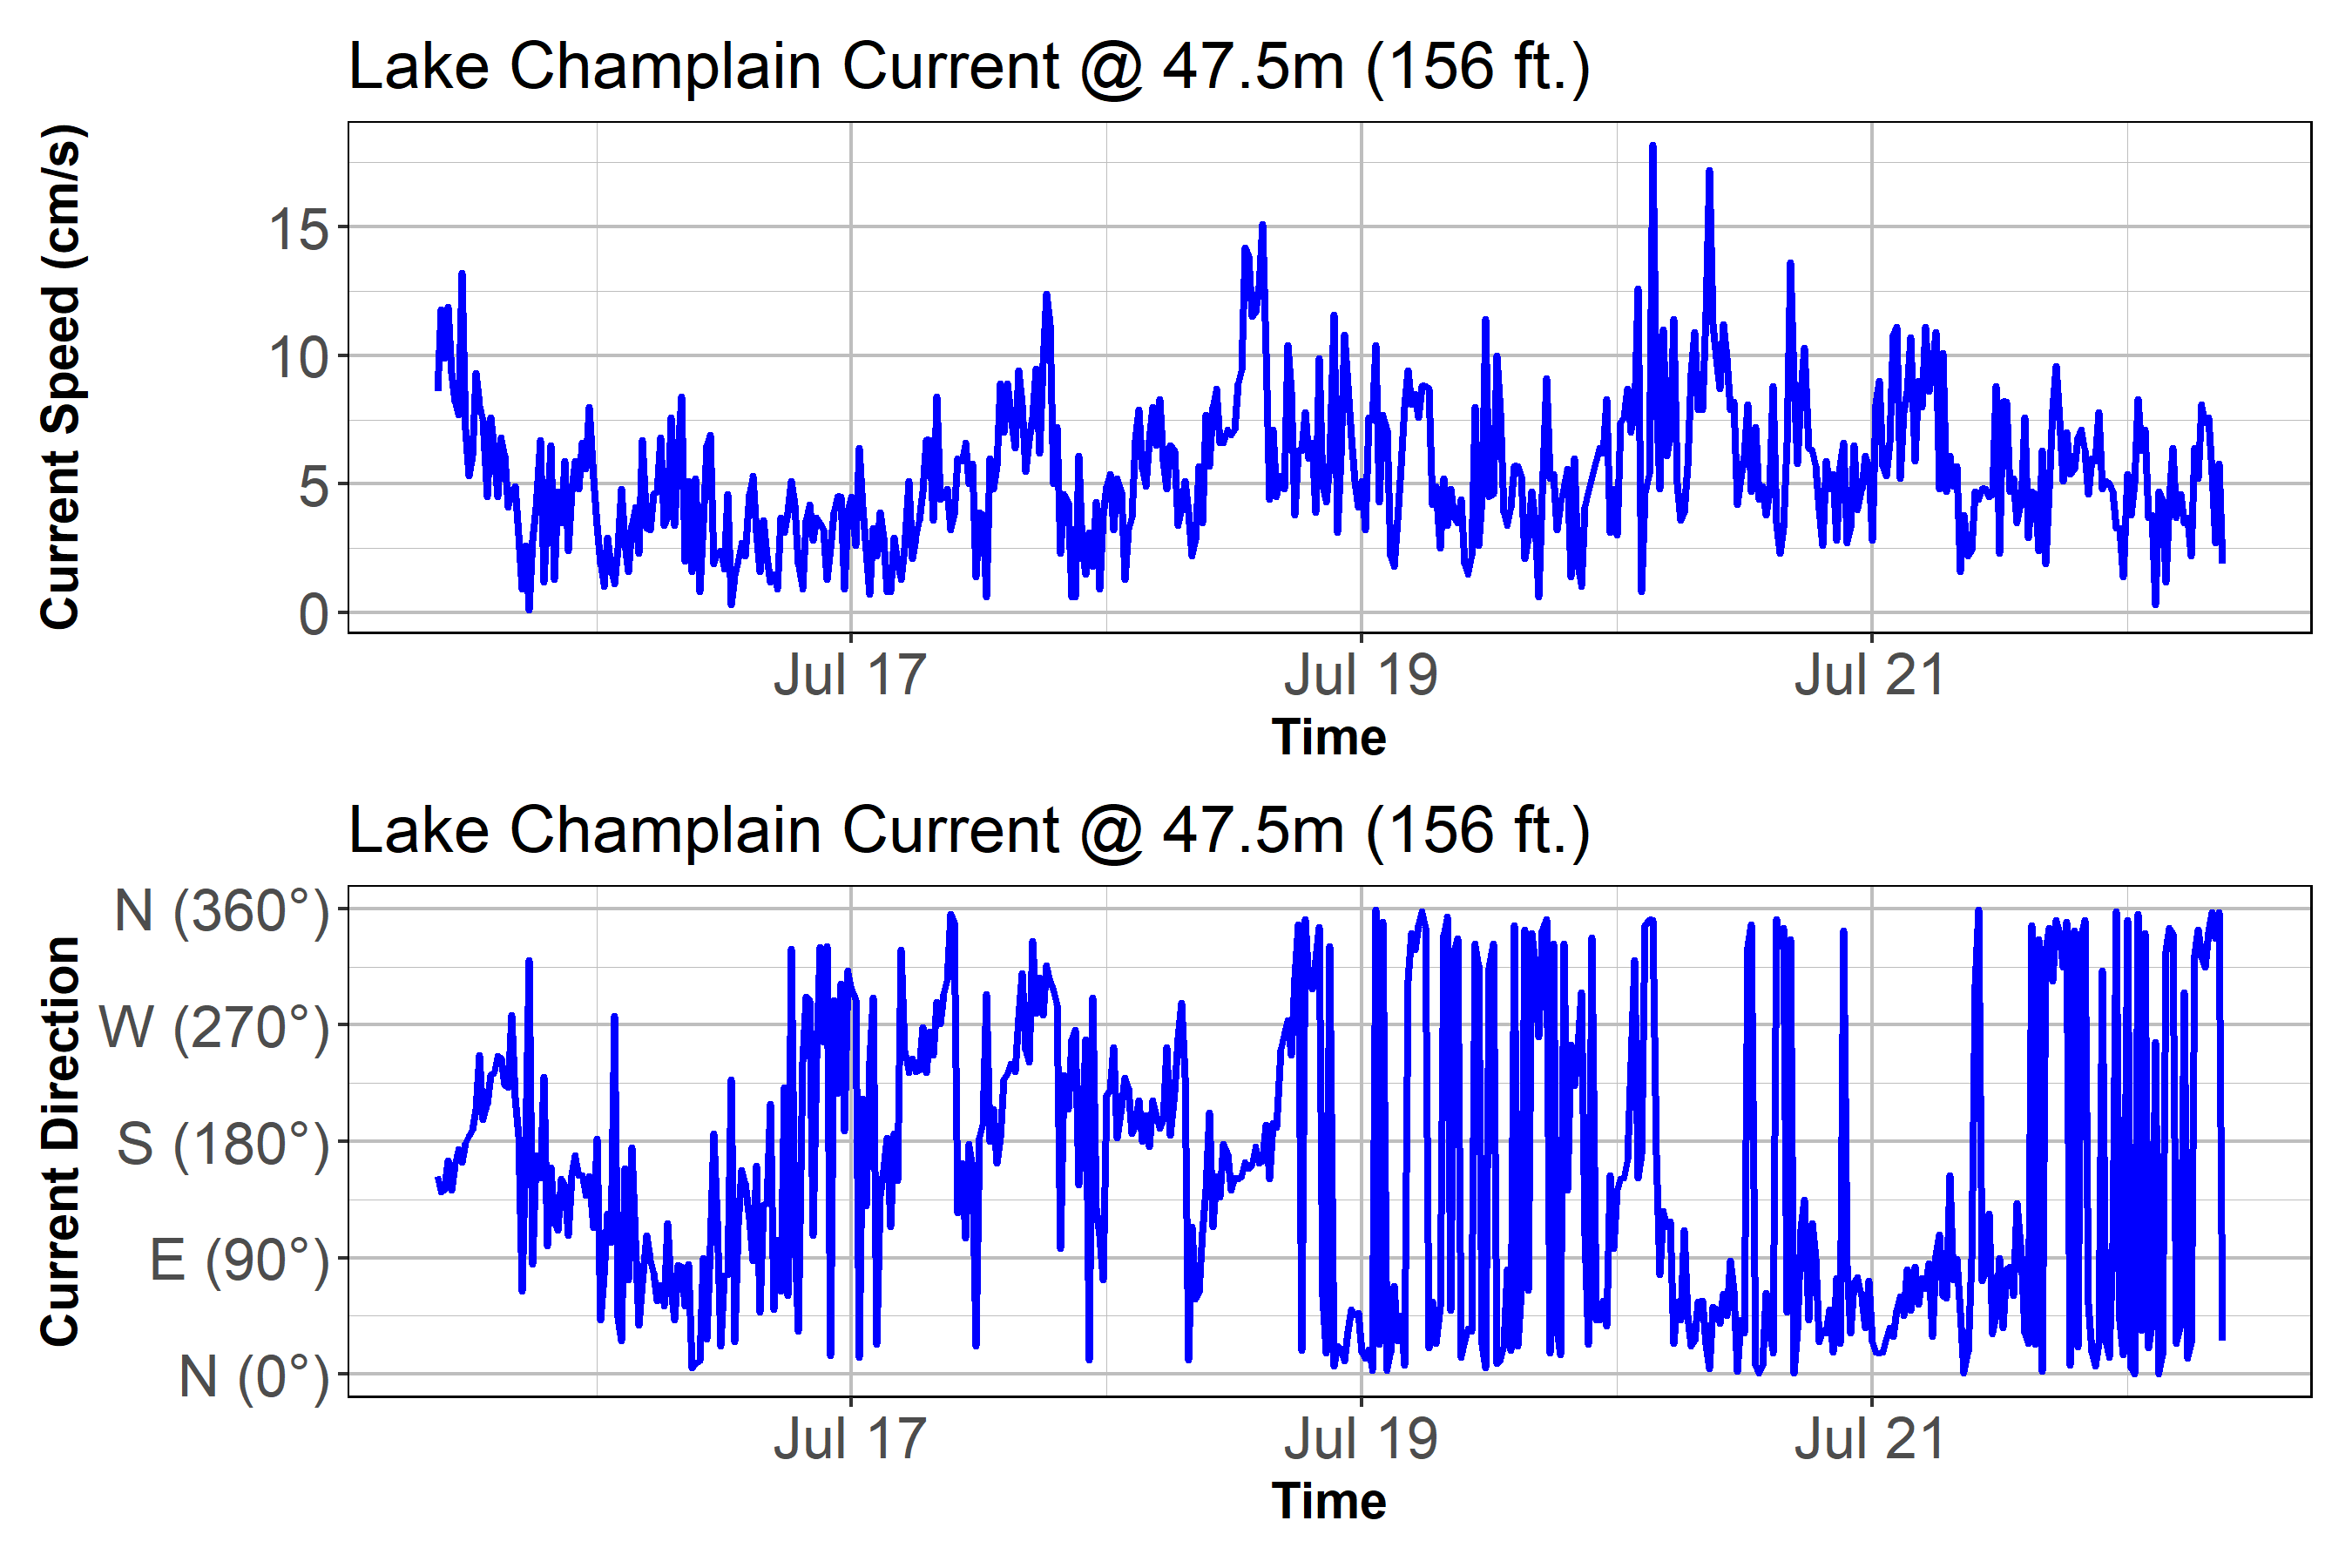 Lake Champlain Current @ 47.5m (156 ft.)
Current Speed (cm/s)
15
10
5
0
Jul 17
Jul 19
Jul 21
Time
Lake Champlain Current @ 47.5m (156 ft.)
Current Direction
N (360°)
W (270°)
S (180°)
E (90°)
N (0°)
Jul 17
Jul 19
Jul 21
Time